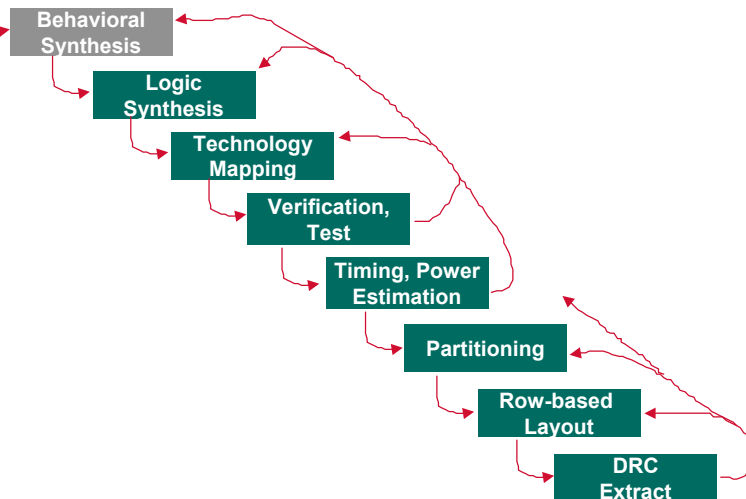 Behavioral
Synthesis
Logic
Synthesis
Technology
Mapping
Verification,
Test
Timing, Power
Estimation
Partitioning
Row-based
Layout
DRC
Extract